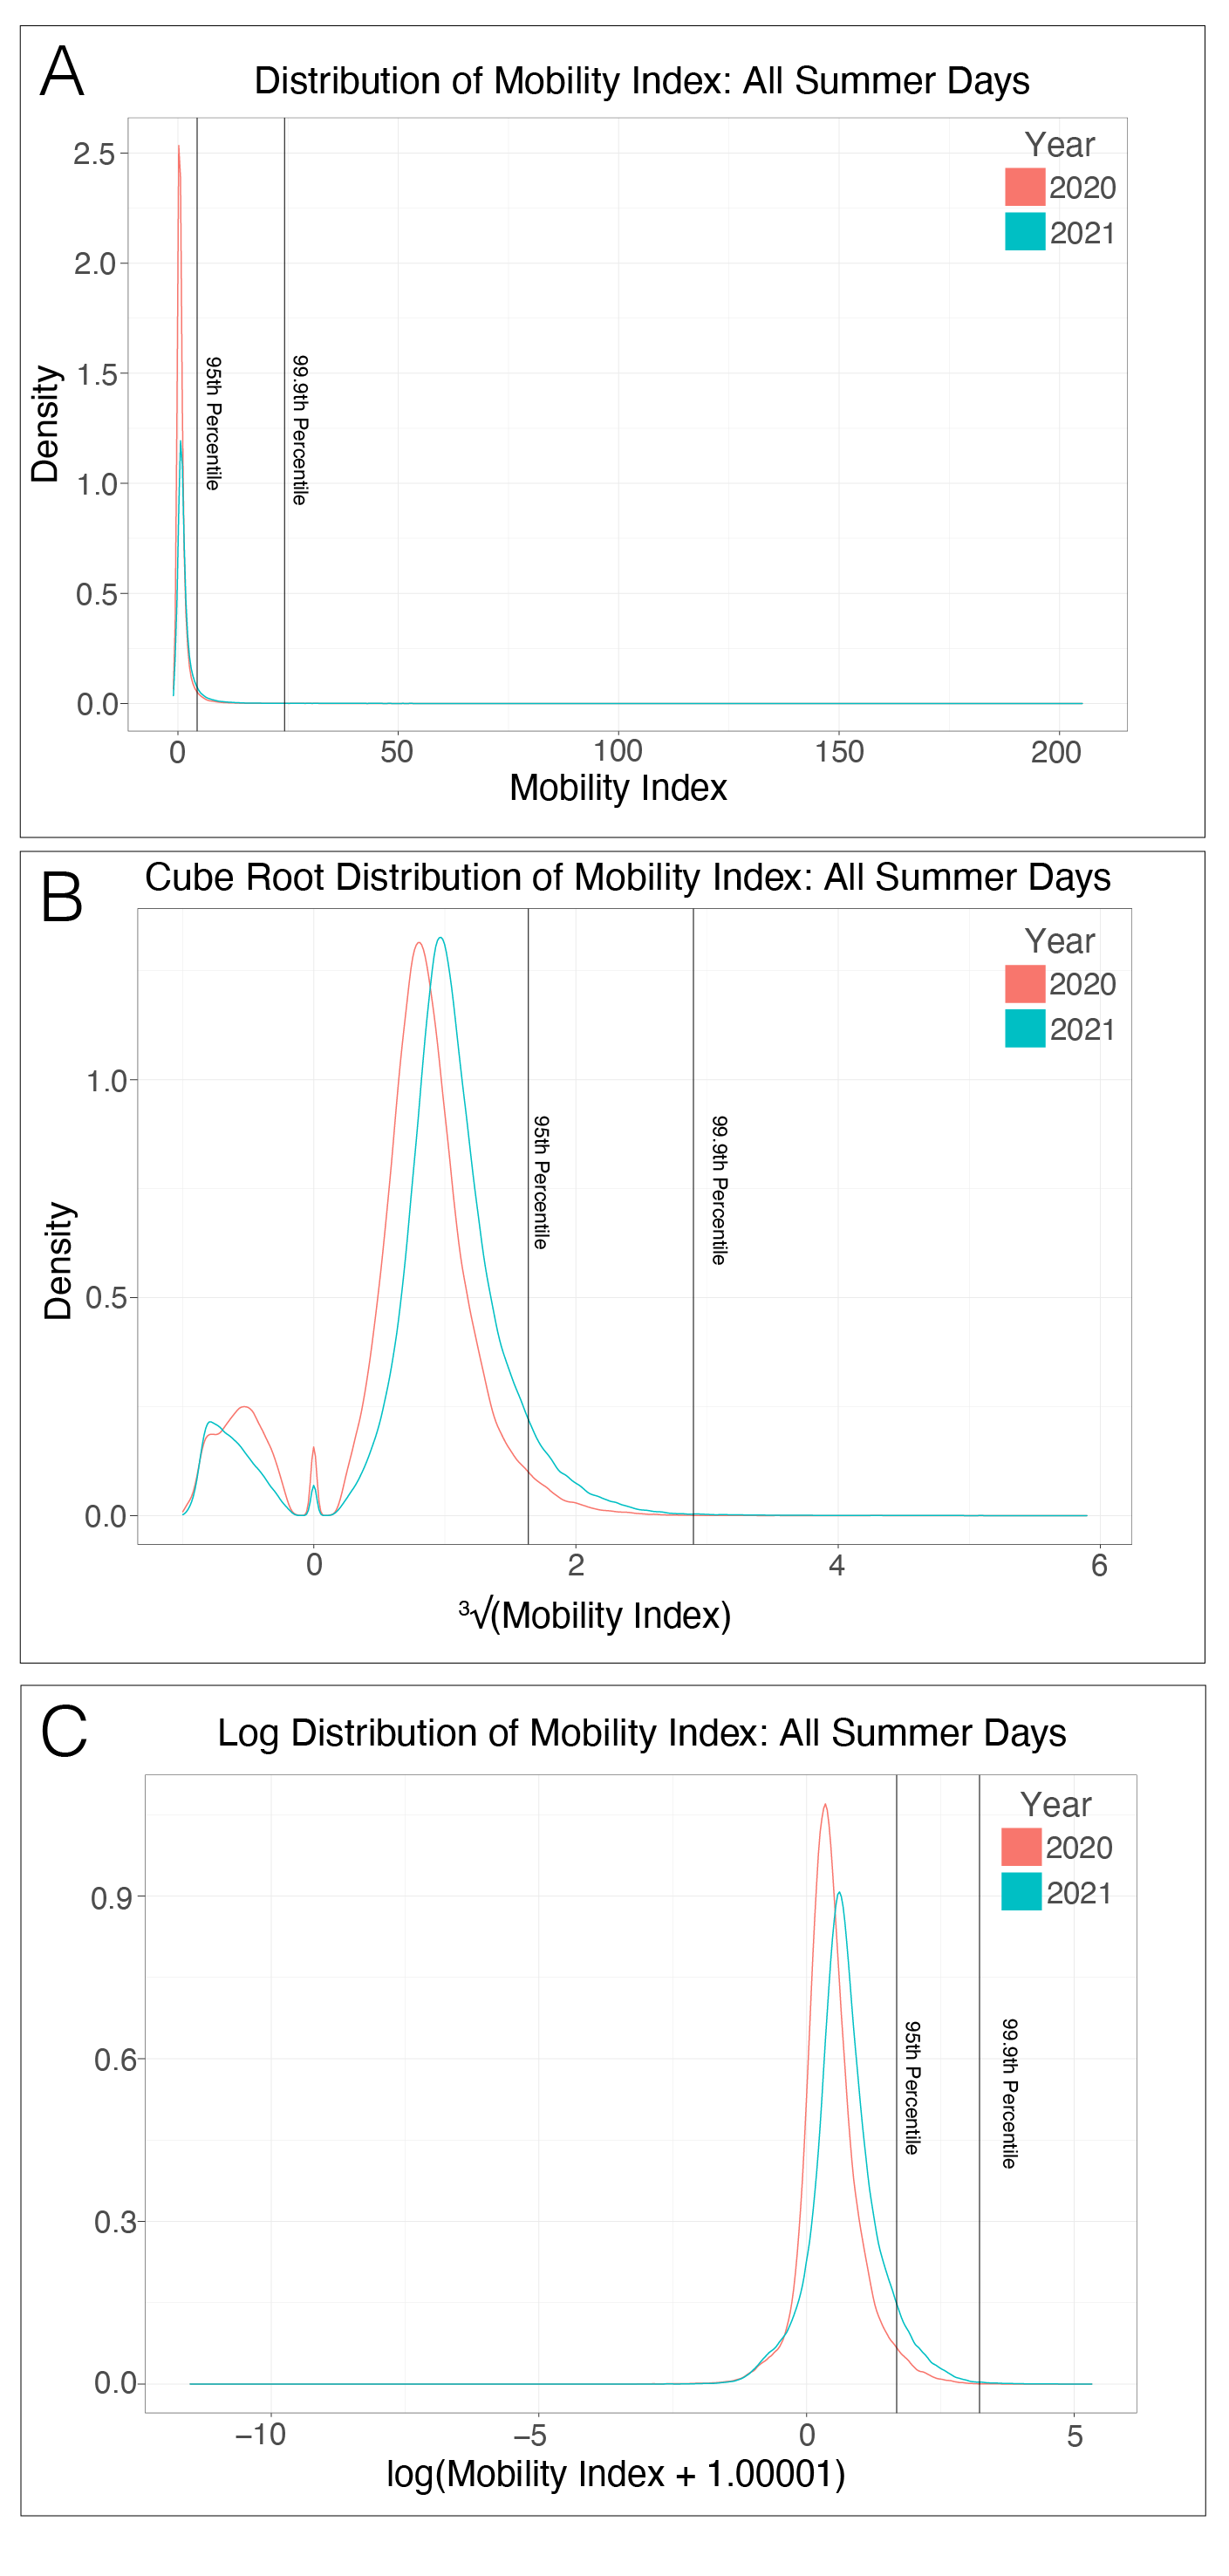 A
Distribution of Mobility Index: All Summer Days
Year
2020
2021
2.5
2.0
1.5
1.0
0.5
0.0
Density
95th Percentile
99.9th Percentile
0 50 100 150 200
Mobility Index
B
Cube Root Distribution of Mobility Index: All Summer Days
Year
2020
2021
1.0
0.5
0.0
Density
95th Percentile
99.9th Percentile
0 2 4 6
³√(Mobility Index)
C
Log Distribution of Mobility Index: All Summer Days
Year
2020
2021
0.9
0.6
0.3
0.0
95th Percentile
99.9th Percentile
−10 −5 0 5
log(Mobility Index + 1.00001)